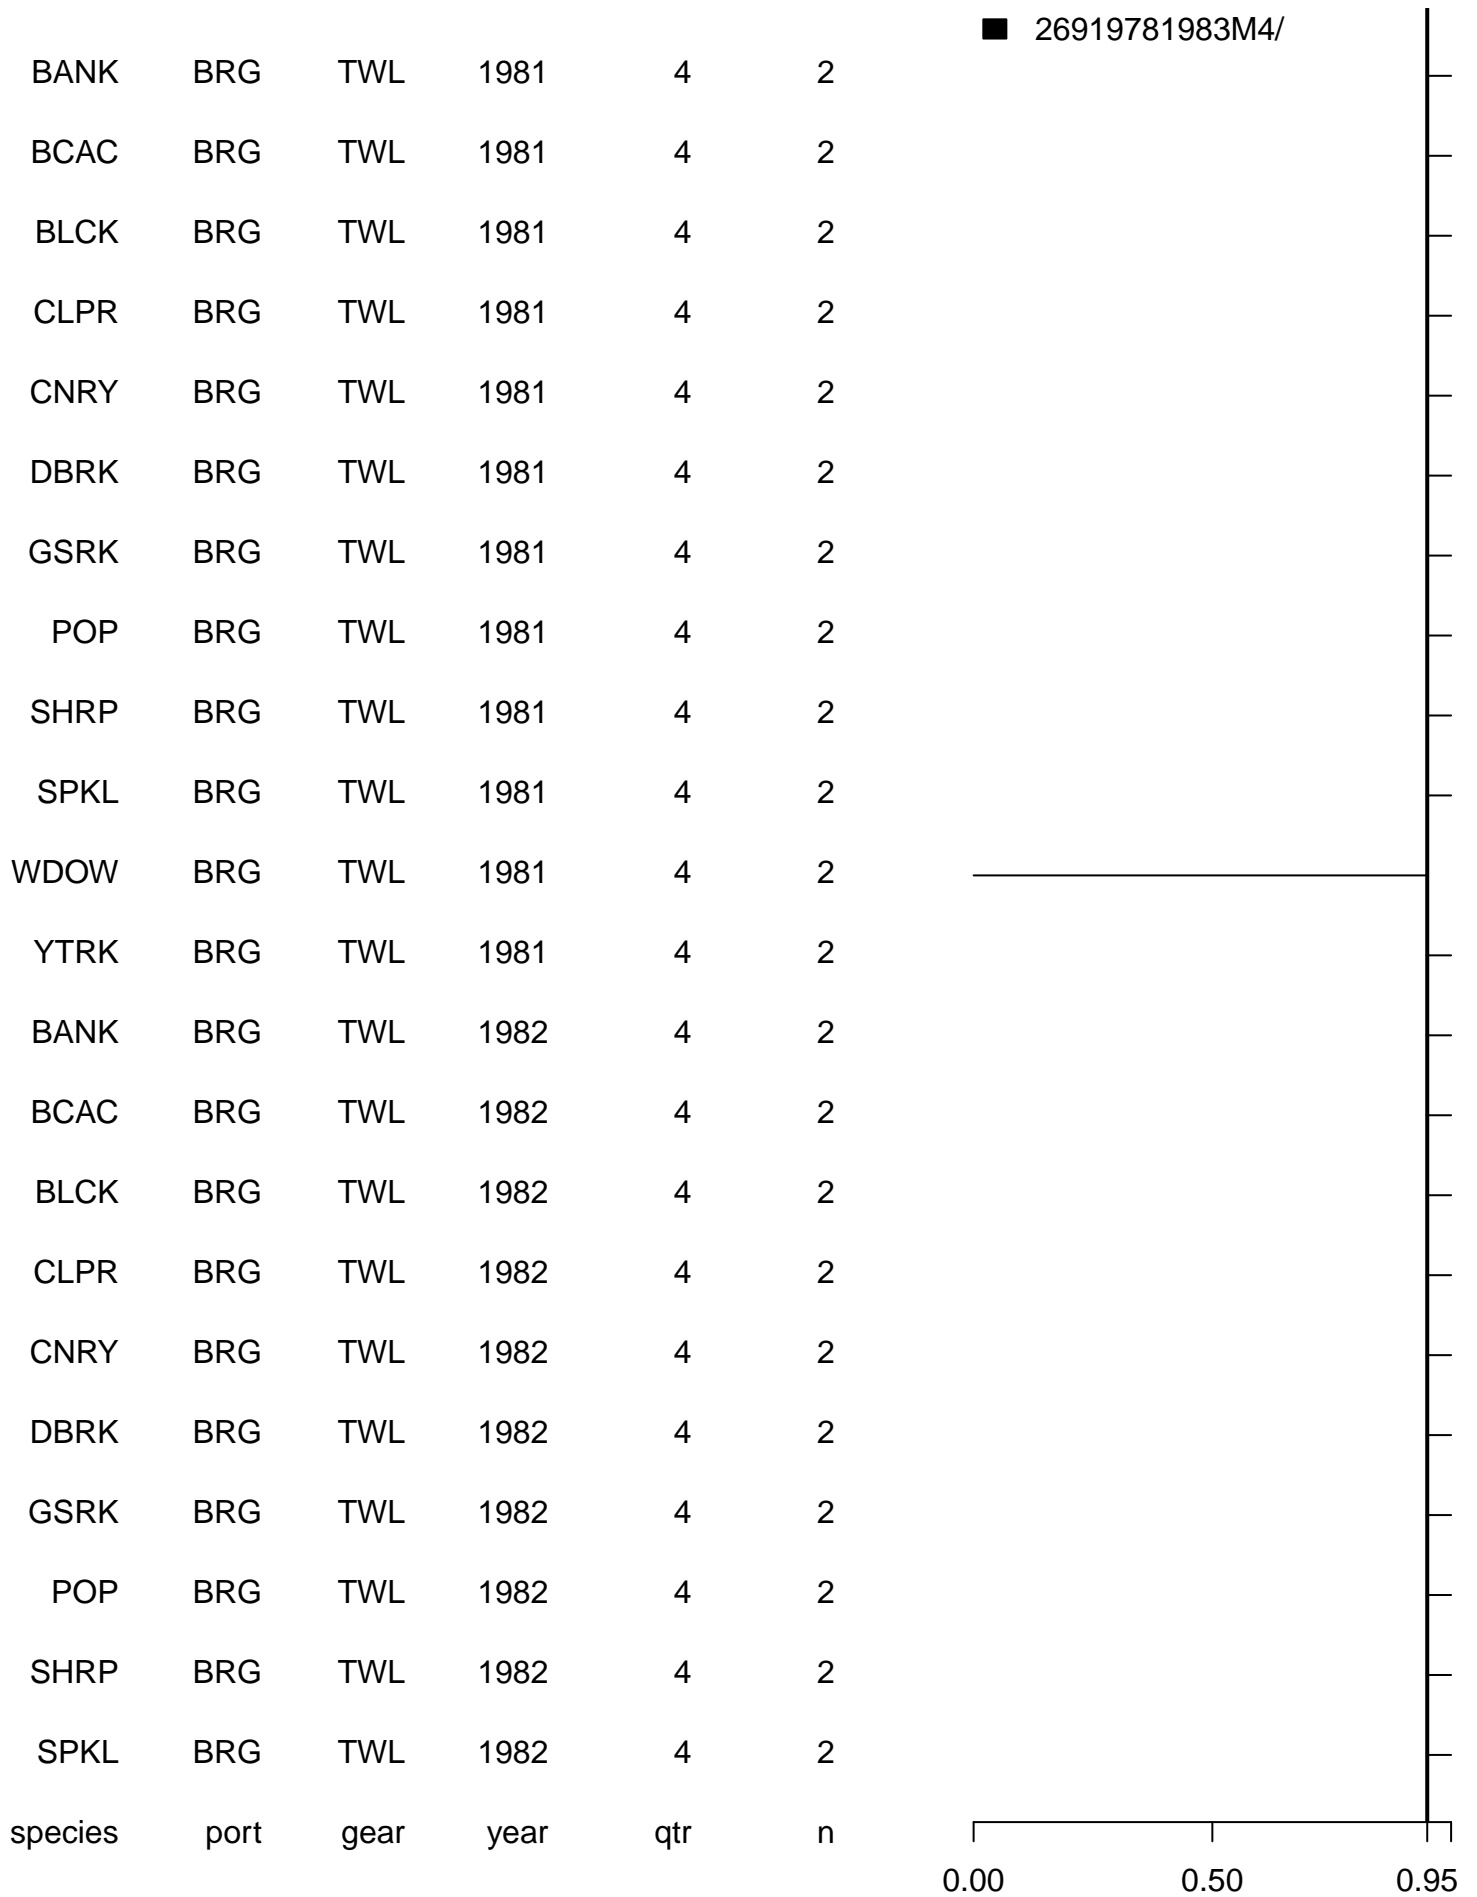 26919781983M4/
BANK BRG TWL 1981 4 2
BCAC BRG TWL 1981 4 2
BLCK BRG TWL 1981 4 2
CLPR BRG TWL 1981 4 2
CNRY BRG TWL 1981 4 2
DBRK BRG TWL 1981 4 2
GSRK BRG TWL 1981 4 2
POP BRG TWL 1981 4 2
SHRP BRG TWL 1981 4 2
SPKL BRG TWL 1981 4 2
WDOW BRG TWL 1981 4 2
YTRK BRG TWL 1981 4 2
BANK BRG TWL 1982 4 2
BCAC BRG TWL 1982 4 2
BLCK BRG TWL 1982 4 2
CLPR BRG TWL 1982 4 2
CNRY BRG TWL 1982 4 2
DBRK BRG TWL 1982 4 2
GSRK BRG TWL 1982 4 2
POP BRG TWL 1982 4 2
SHRP BRG TWL 1982 4 2
SPKL BRG TWL 1982 4 2
species port gear year qtr n
0.00 0.50 0.95